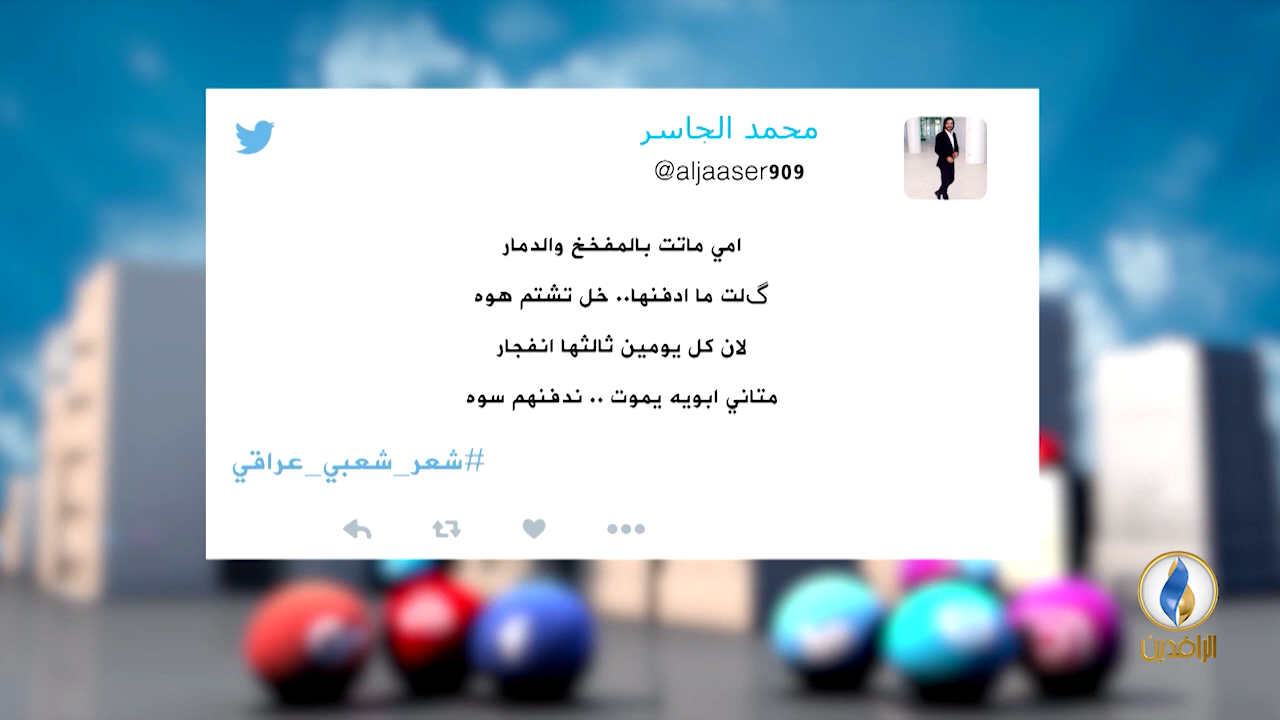 محمد الجاسر
@aljaaser909
امي ماتت بالمفخخ والدمار
گلت ما ادفنها.. خل تشتم هوه
لان كل يومين ثالثها انفجار
متاني ابويه يموت .. ندفنهم سوه
#شعر_شعبي_عراقي
الرافدين